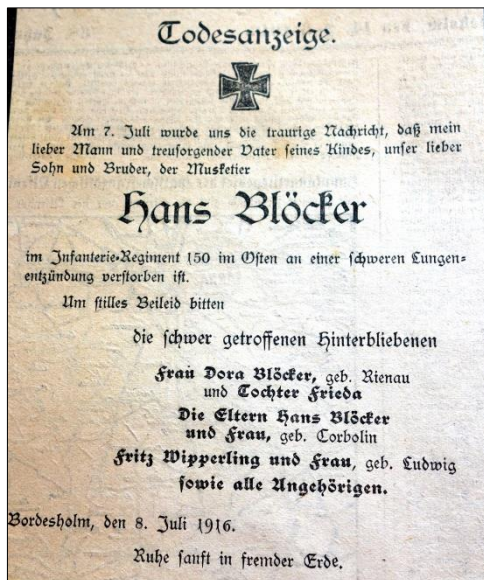 Todesanzeige.
Am 7. Juli wurde uns die traurige Nachricht, daß mein
lieber Mann und treusorgender Vater seines Kindes, unser lieber
Sohn und Bruder, der Musketier
Hans Blöcker
im Infanterie-Regiment 150 im Osten an einer schweren Lungen-
entzündung verstorben ist.
Um stilles Beileid bitten
die schwer getroffenen Hinterbliebenen
Frau Dora Blöcker, geb. Rienau
und Tochter Frieda
Die Eltern Hans Blöcker
und Frau, geb. Corbolin
Fritz Wipperling und Frau, geb. Ludwig
sowie alle Angehörigen.
Bordesholm, den 8. Juli 1916.
Ruhe sanft in fremder Erde.